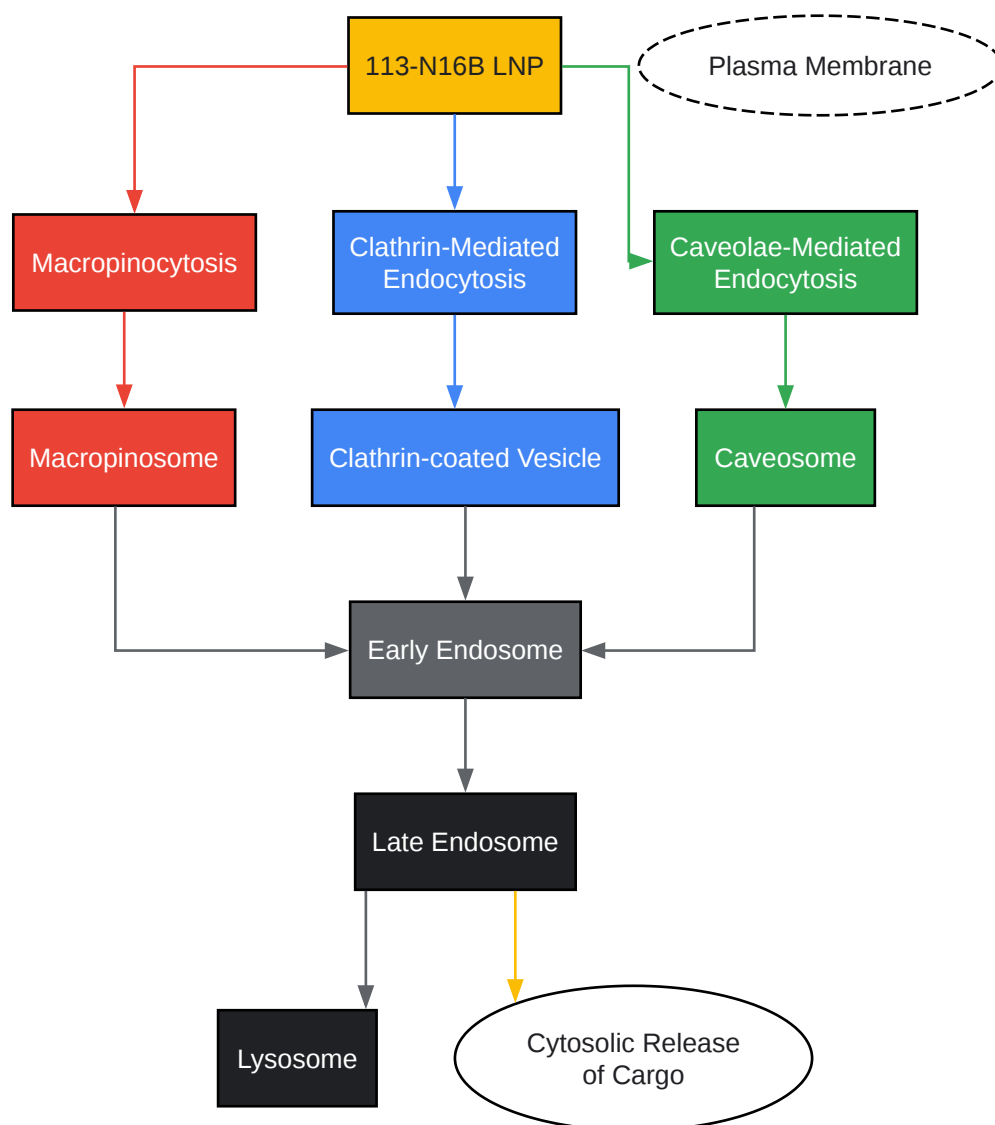 113-N16B LNP
Plasma Membrane
Macropinocytosis
Clathrin-Mediated
Endocytosis
Caveolae-Mediated
Endocytosis
Macropinosome
Clathrin-coated Vesicle
Caveosome
Early Endosome
Late Endosome
Lysosome
Cytosolic Release
of Cargo